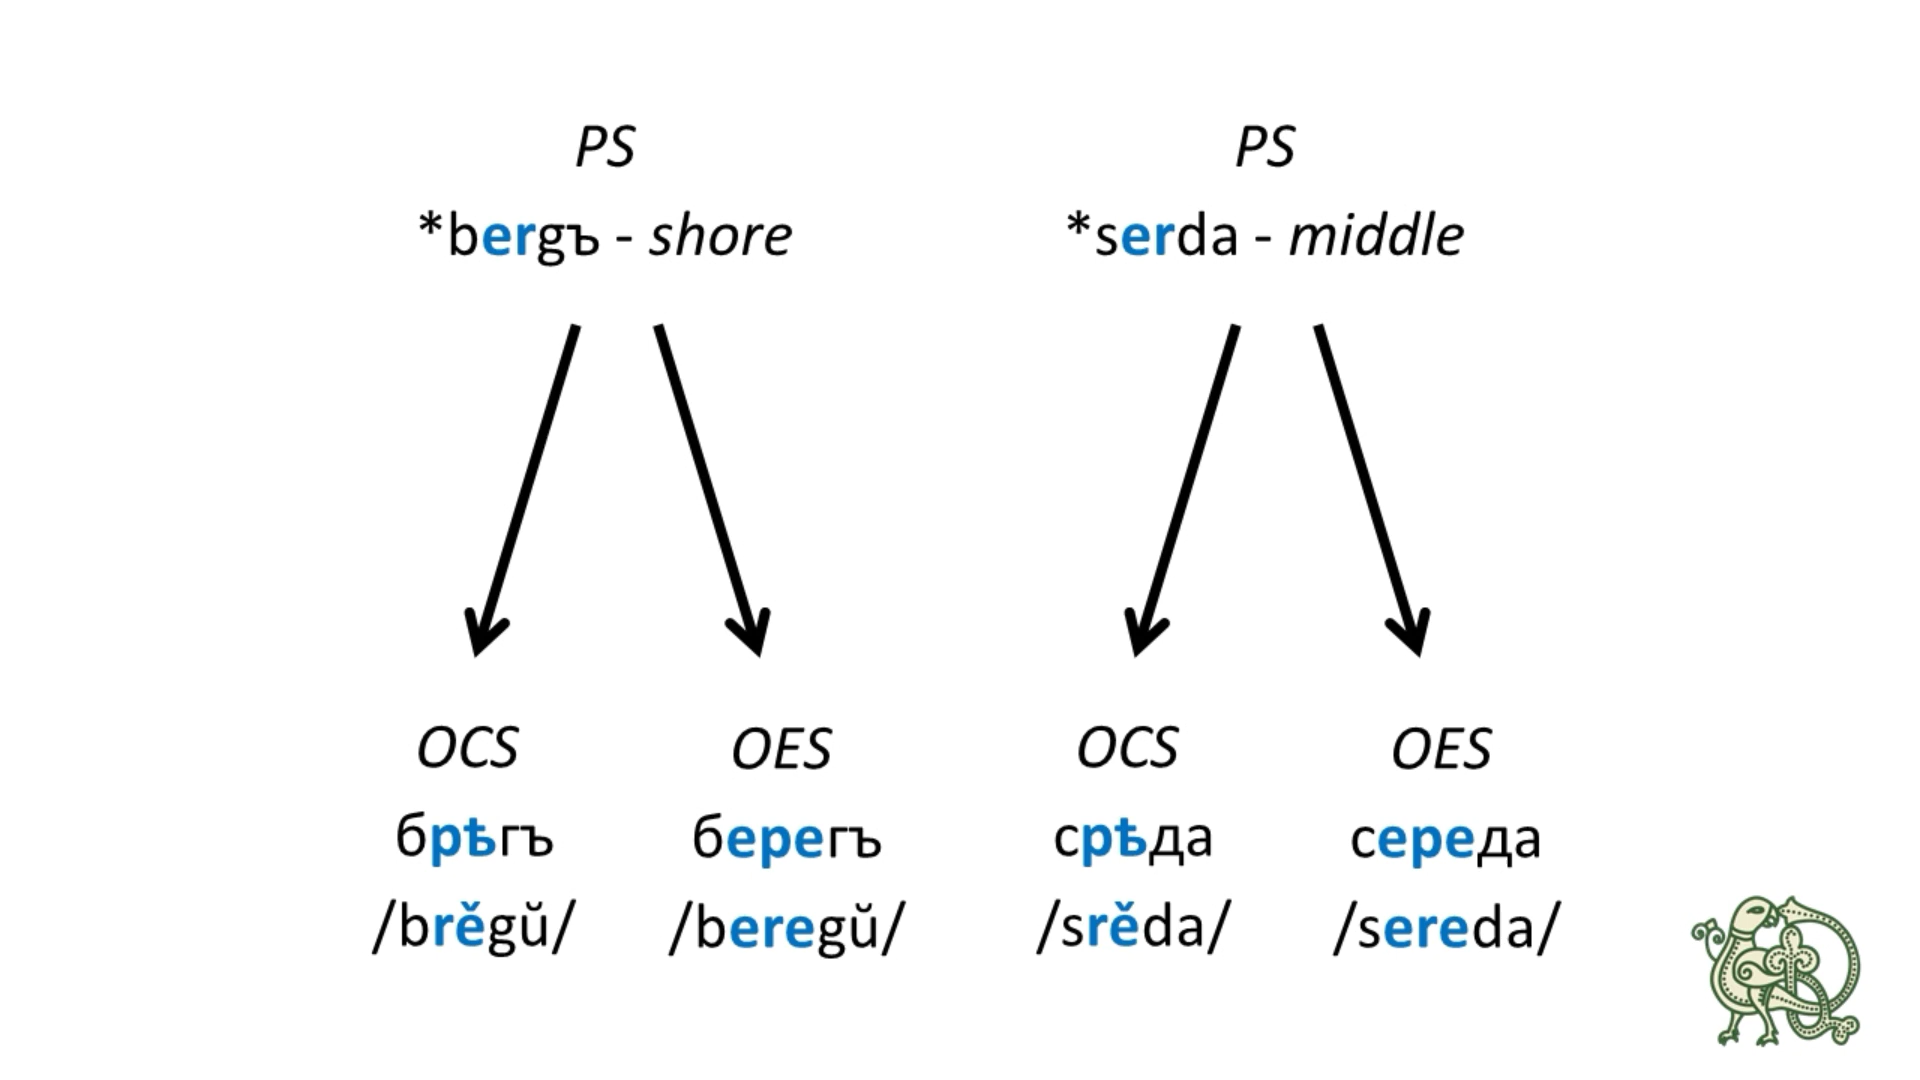 PS
*bergъ - shore
PS
*serda - middle
OCS
брѣгъ
/brěgŭ/
OES
берегъ
/beregŭ/
OCS
срѣда
/srěda/
OES
середа
/sereda/